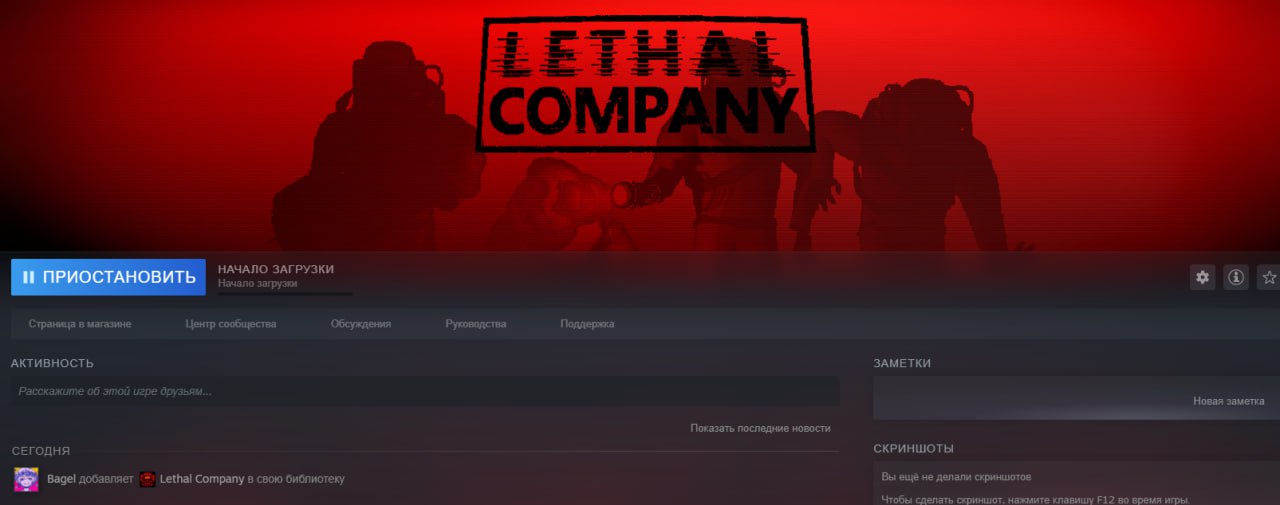 LETHAL
COMPANY
ПРИОСТАНОВИТЬ
НАЧАЛО ЗАГРУЗКИ
Начало загрузки
Страница в магазине
Центр сообщества
Обсуждения
Руководства
Поддержка
АКТИВНОСТЬ
Расскажите об этой игре друзьям...
Показать последние новости
СЕГОДНЯ
Bagel добавляет Lethal Company в свою библиотеку
ЗАМЕТКИ
Новая заметка
СКРИНШОТЫ
Вы ещё не делали скриншотов
Чтобы сделать скриншот, нажмите клавишу F12 во время игры.